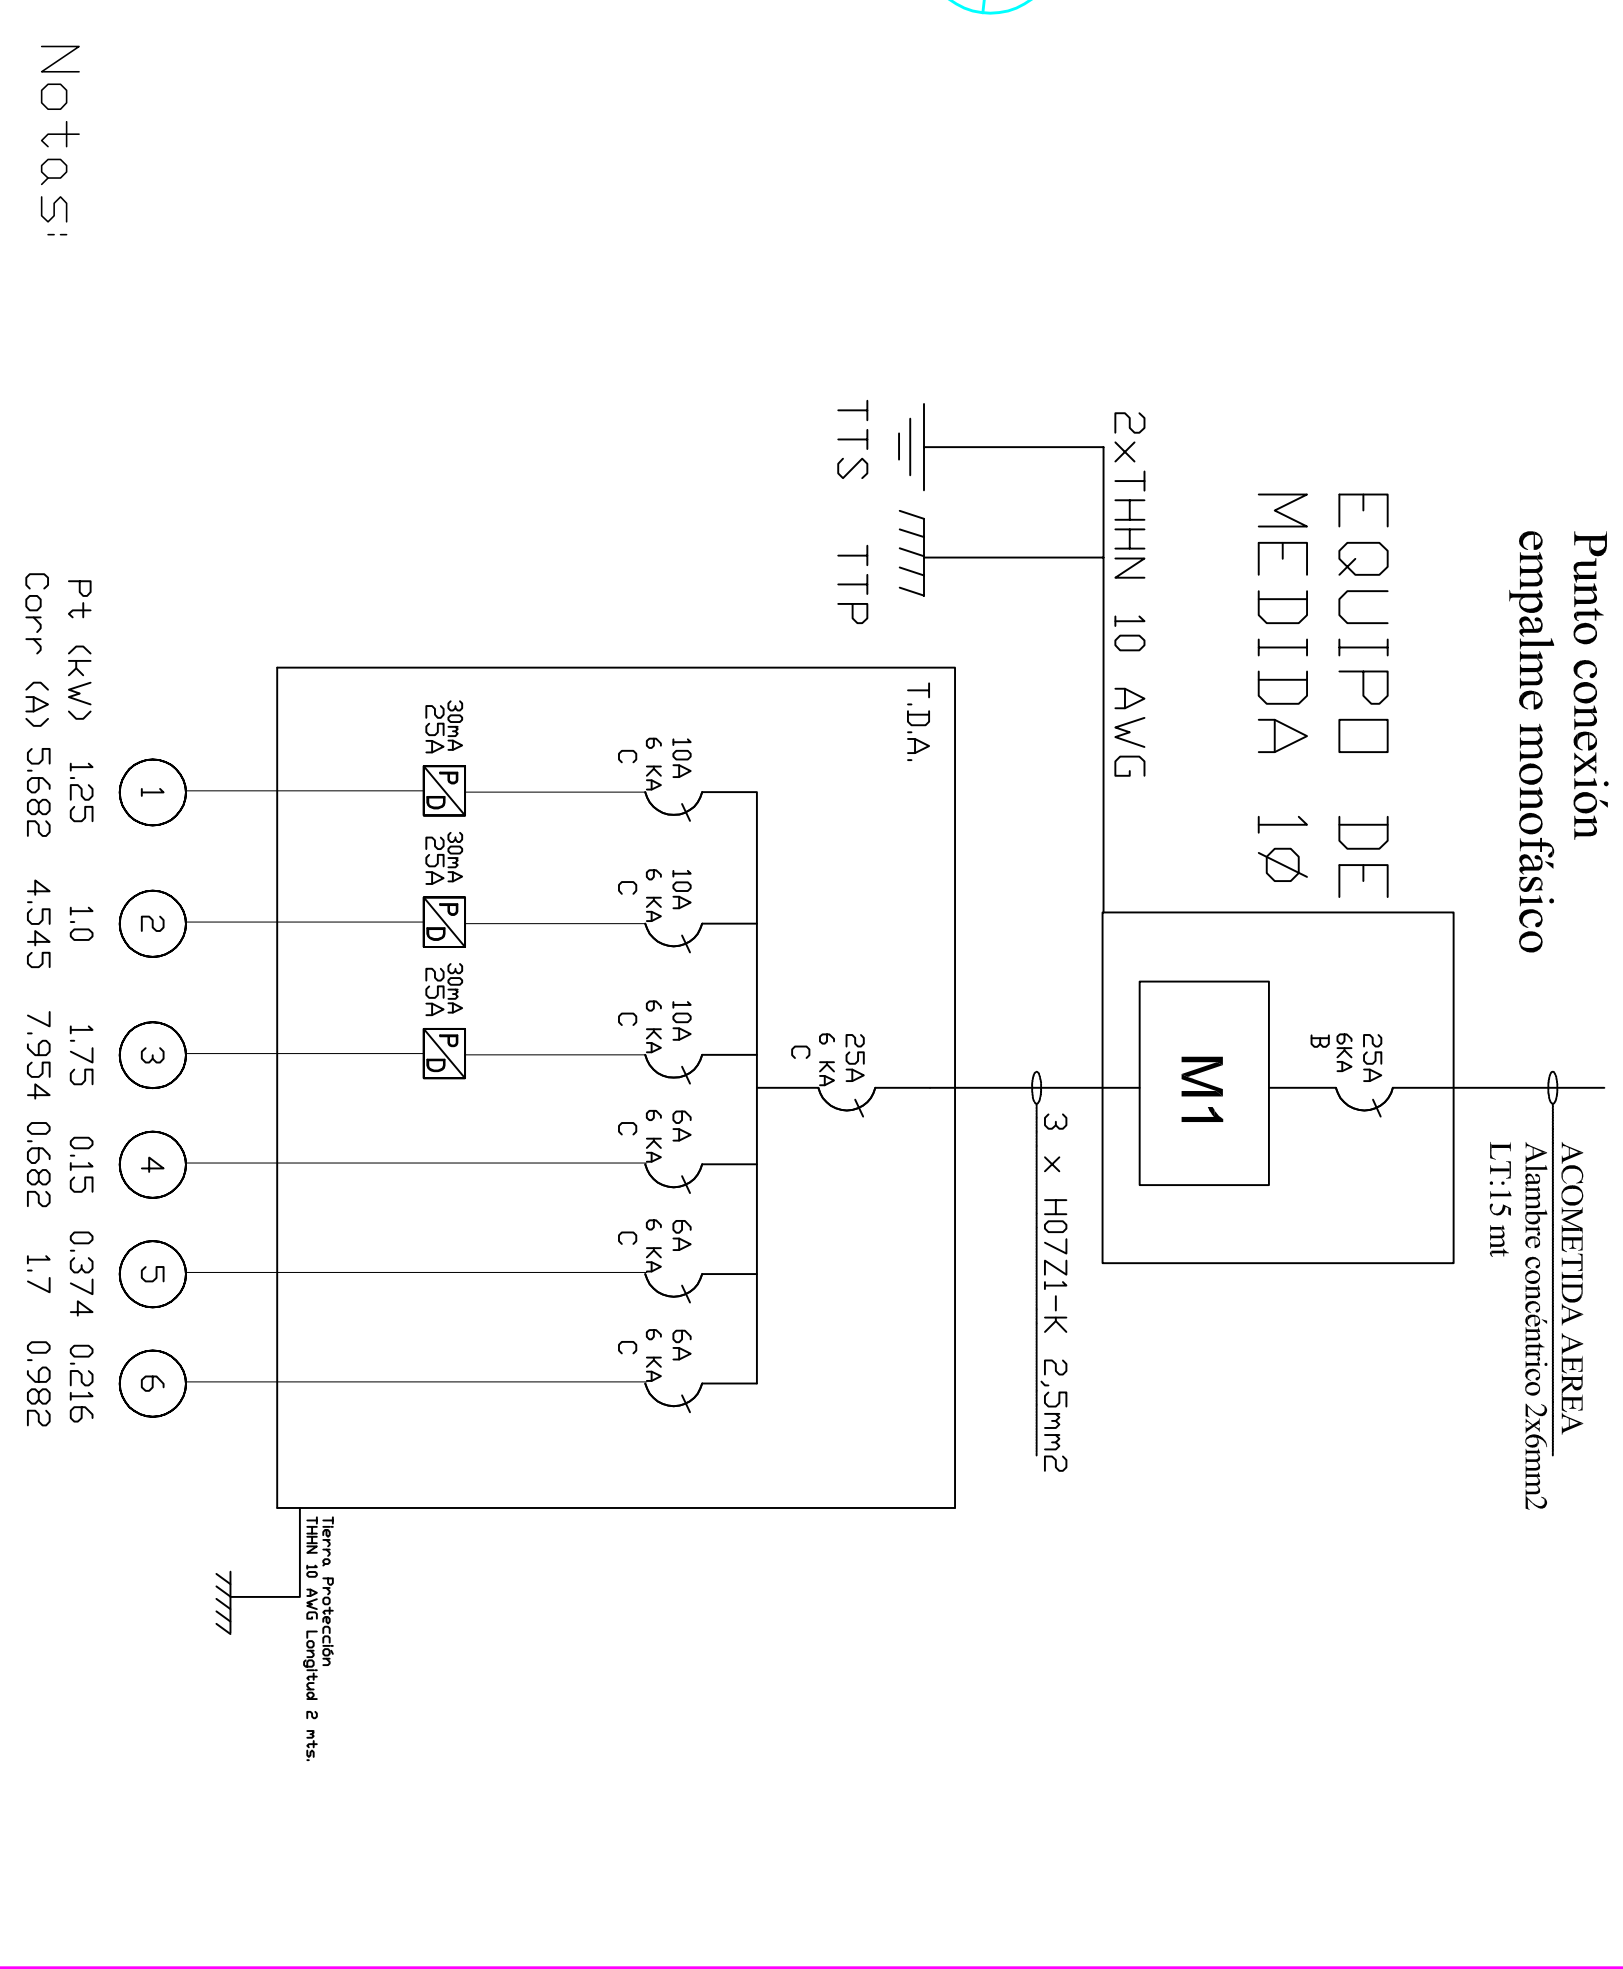 Punto conexión
empalme monofásico
ACOMETIDA AEREA
Alambre concéntrico 2x6mm2
LT:15 mt
EQUIPO DE
MEDIDA 1Ø
25A
6KA
B
M1
2xTHHN 10 AWG
TTS TTP
3 x H07Z1-K 2,5mm2
T.D.A.
25A
6 KA
C
10A
6 KA
C
10A
6 KA
C
10A
6 KA
C
6A
6 KA
C
6A
6 KA
C
6A
6 KA
C
30mA
25A
P
D
30mA
25A
P
D
30mA
25A
P
D
Tierra Protección
THHN 10 AWG Longitud 2 mts.
1 2 3 4 5 6
Pt (kW) 1.25 1.0 1.75 0.15 0.374 0.216
Corr (A) 5.682 4.545 7.954 0.682 1.7 0.982
Notas: